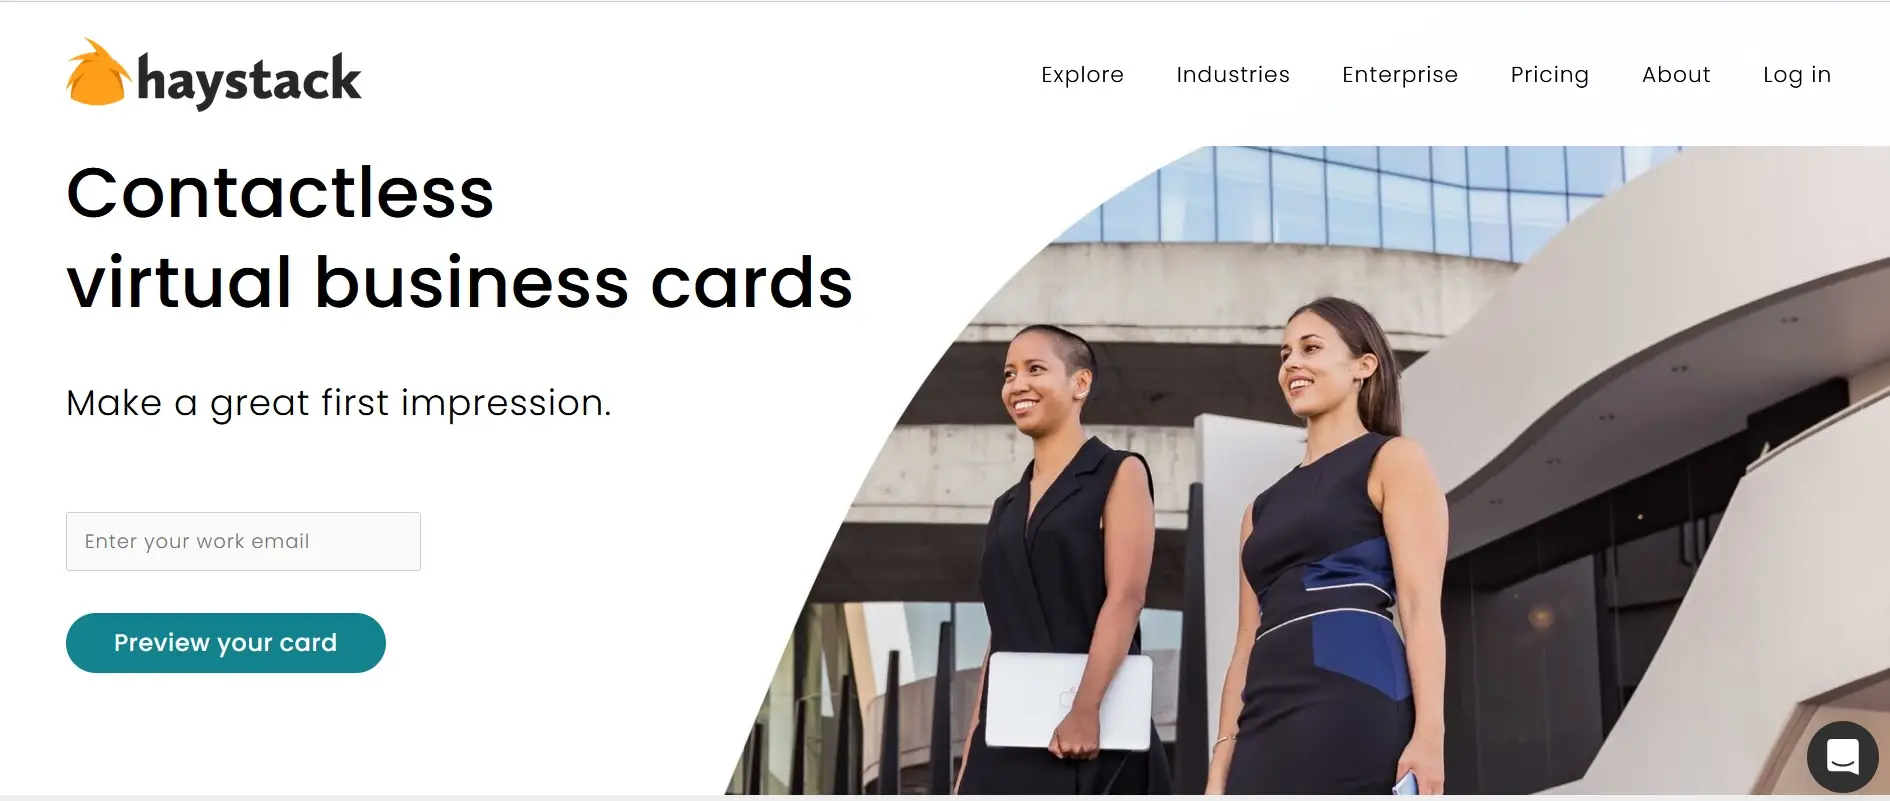 haystack
Explore
Industries
Enterprise
Pricing
About
Log in
Contactless
virtual business cards
Make a great first impression.
Enter your work email
Preview your card